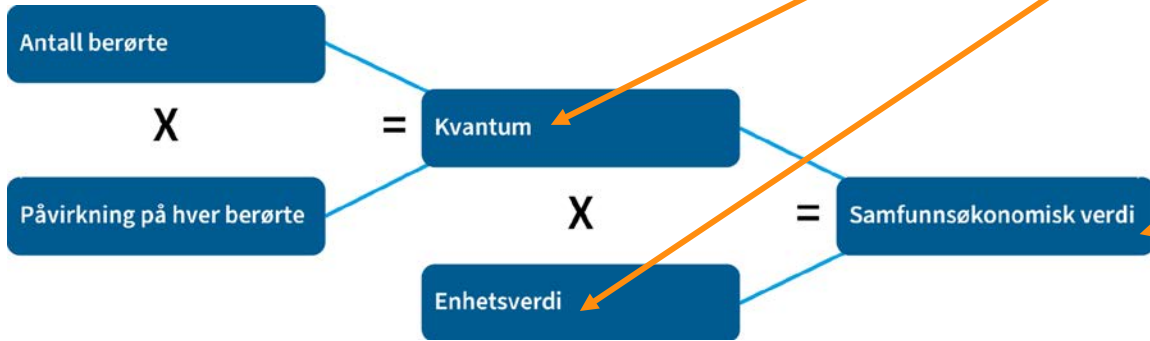 Antall berørte
X
=
Kvantum
Påvirkning på hver berørte
X
=
Samfunnsøkonomisk verdi
Enhetsverdi